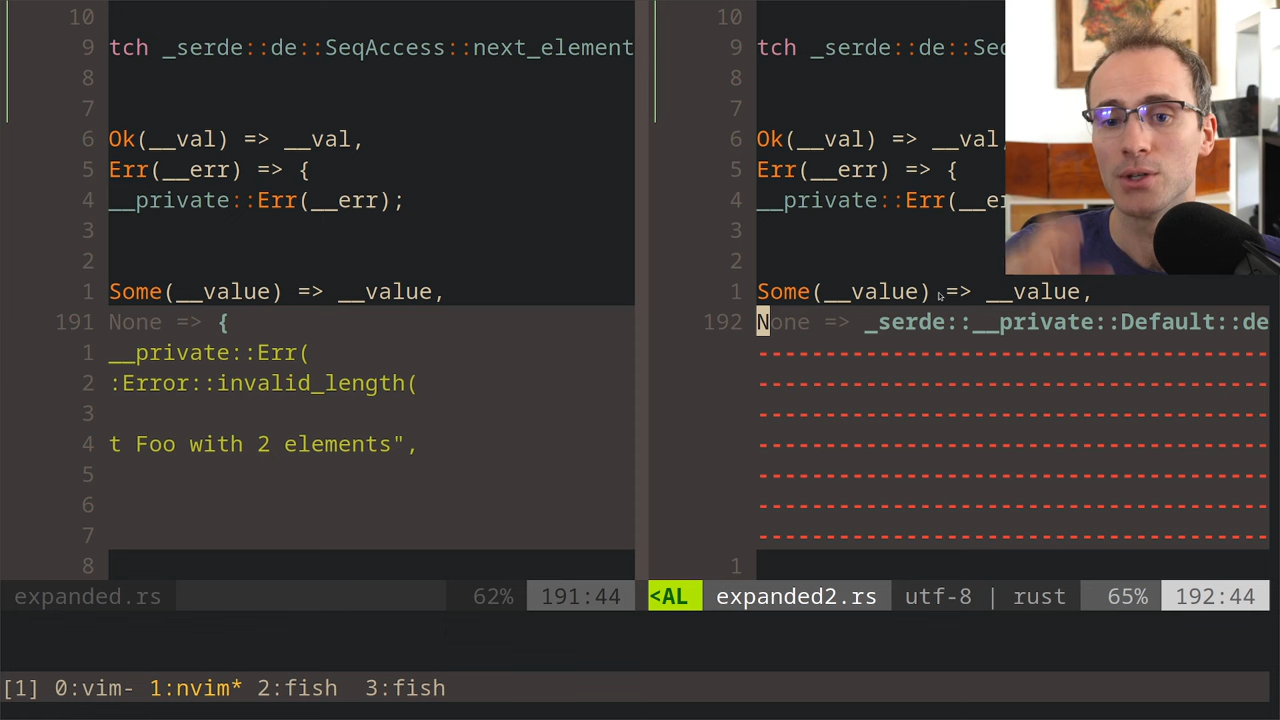 10
9 tch _serde::de::SeqAccess::next_element
8
7
6 Ok(__val) => __val,
5 Err(__err) => {
4 __private::Err(__err);
3
2
1 Some(__value) => __value,
191 None => {
1 __private::Err(
2 :Error::invalid_length(
3
4 t Foo with 2 elements",
5
6
7
8
expanded.rs 62% 191:44
10
9 tch _serde::de::Sec
8
7
6 Ok(__val) => __val,
5 Err(__err) => {
4 __private::Err(__er
3
2
1 Some(__value) => __value,
192 None => _serde::__private::Default::de
-----------------------------------------
-----------------------------------------
-----------------------------------------
-----------------------------------------
-----------------------------------------
-----------------------------------------
-----------------------------------------
1
<AL expanded2.rs utf-8 | rust 65% 192:44
[1] 0:vim- 1:nvim* 2:fish 3:fish